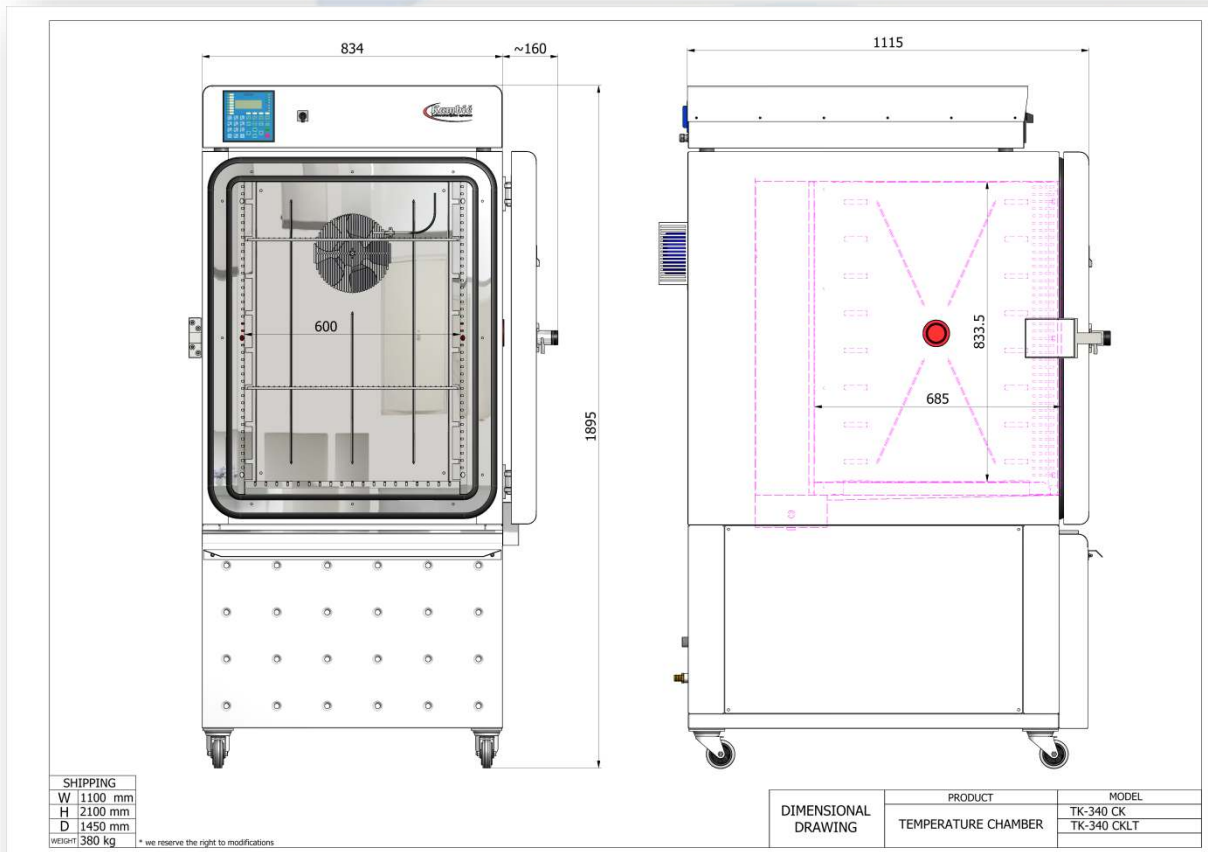 834
~160
1115
Kambič
600
1895
833.5
685
SHIPPING
W 1100 mm
H 2100 mm
D 1450 mm
WEIGHT 380 kg
* we reserve the right to modifications
DIMENSIONAL
DRAWING
PRODUCT
TEMPERATURE CHAMBER
MODEL
TK-340 CK
TK-340 CKLT